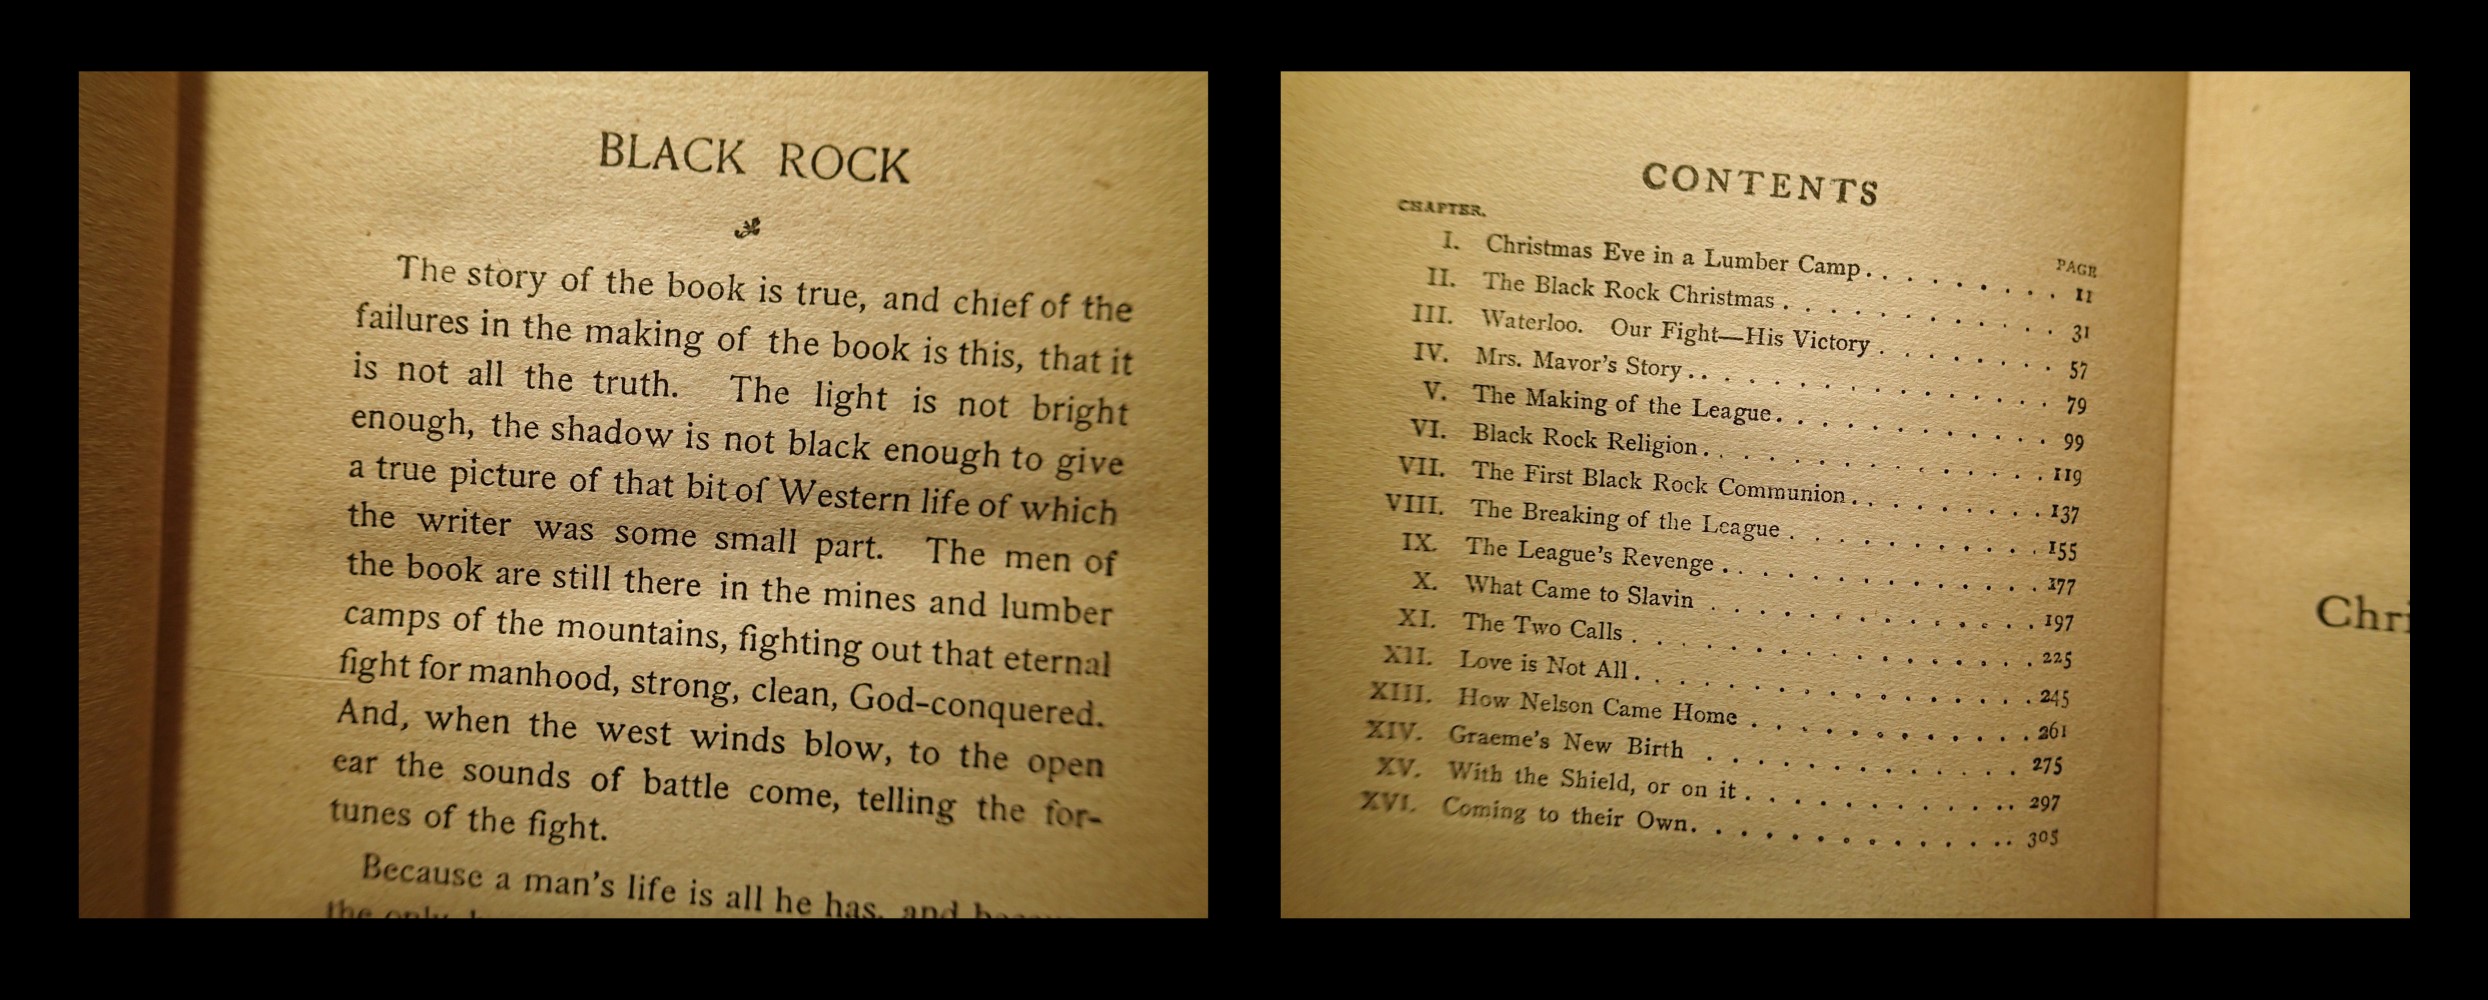 BLACK ROCK
The story of the book is true, and chief of the
failures in the making of the book is this, that it
is not all the truth. The light is not bright
enough, the shadow is not black enough to give
a true picture of that bit of Western life of which
the writer was some small part. The men of
the book are still there in the mines and lumber
camps of the mountains, fighting out that eternal
fight for manhood, strong, clean, God-conquered.
And, when the west winds blow, to the open
ear the sounds of battle come, telling the for-
tunes of the fight.
Because a man's life is all he has, and
the only
CONTENTS
CHAPTER.
PAGE
I. Christmas Eve in a Lumber Camp. . . . . . . . . 11
II. The Black Rock Christmas . . . . . . . . . . . . 31
III. Waterloo. Our Fight—His Victory . . . . . . . . 57
IV. Mrs. Mavor's Story . . . . . . . . . . . . . 79
V. The Making of the League. . . . . . . . . . . . 99
VI. Black Rock Religion. . . . . . . . . . . . . . 119
VII. The First Black Rock Communion. . . . . . . . . 137
VIII. The Breaking of the League . . . . . . . . . . . 155
IX. The League's Revenge . . . . . . . . . . . . . 177
X. What Came to Slavin . . . . . . . . . . . . . 197
XI. The Two Calls . . . . . . . . . . . . . . . 225
XII. Love is Not All. . . . . . . . . . . . . . . 245
XIII. How Nelson Came Home . . . . . . . . . . . . 261
XIV. Graeme's New Birth . . . . . . . . . . . . . 275
XV. With the Shield, or on it . . . . . . . . . . . . 297
XVI. Coming to their Own. . . . . . . . . . . . . . 305
Chri